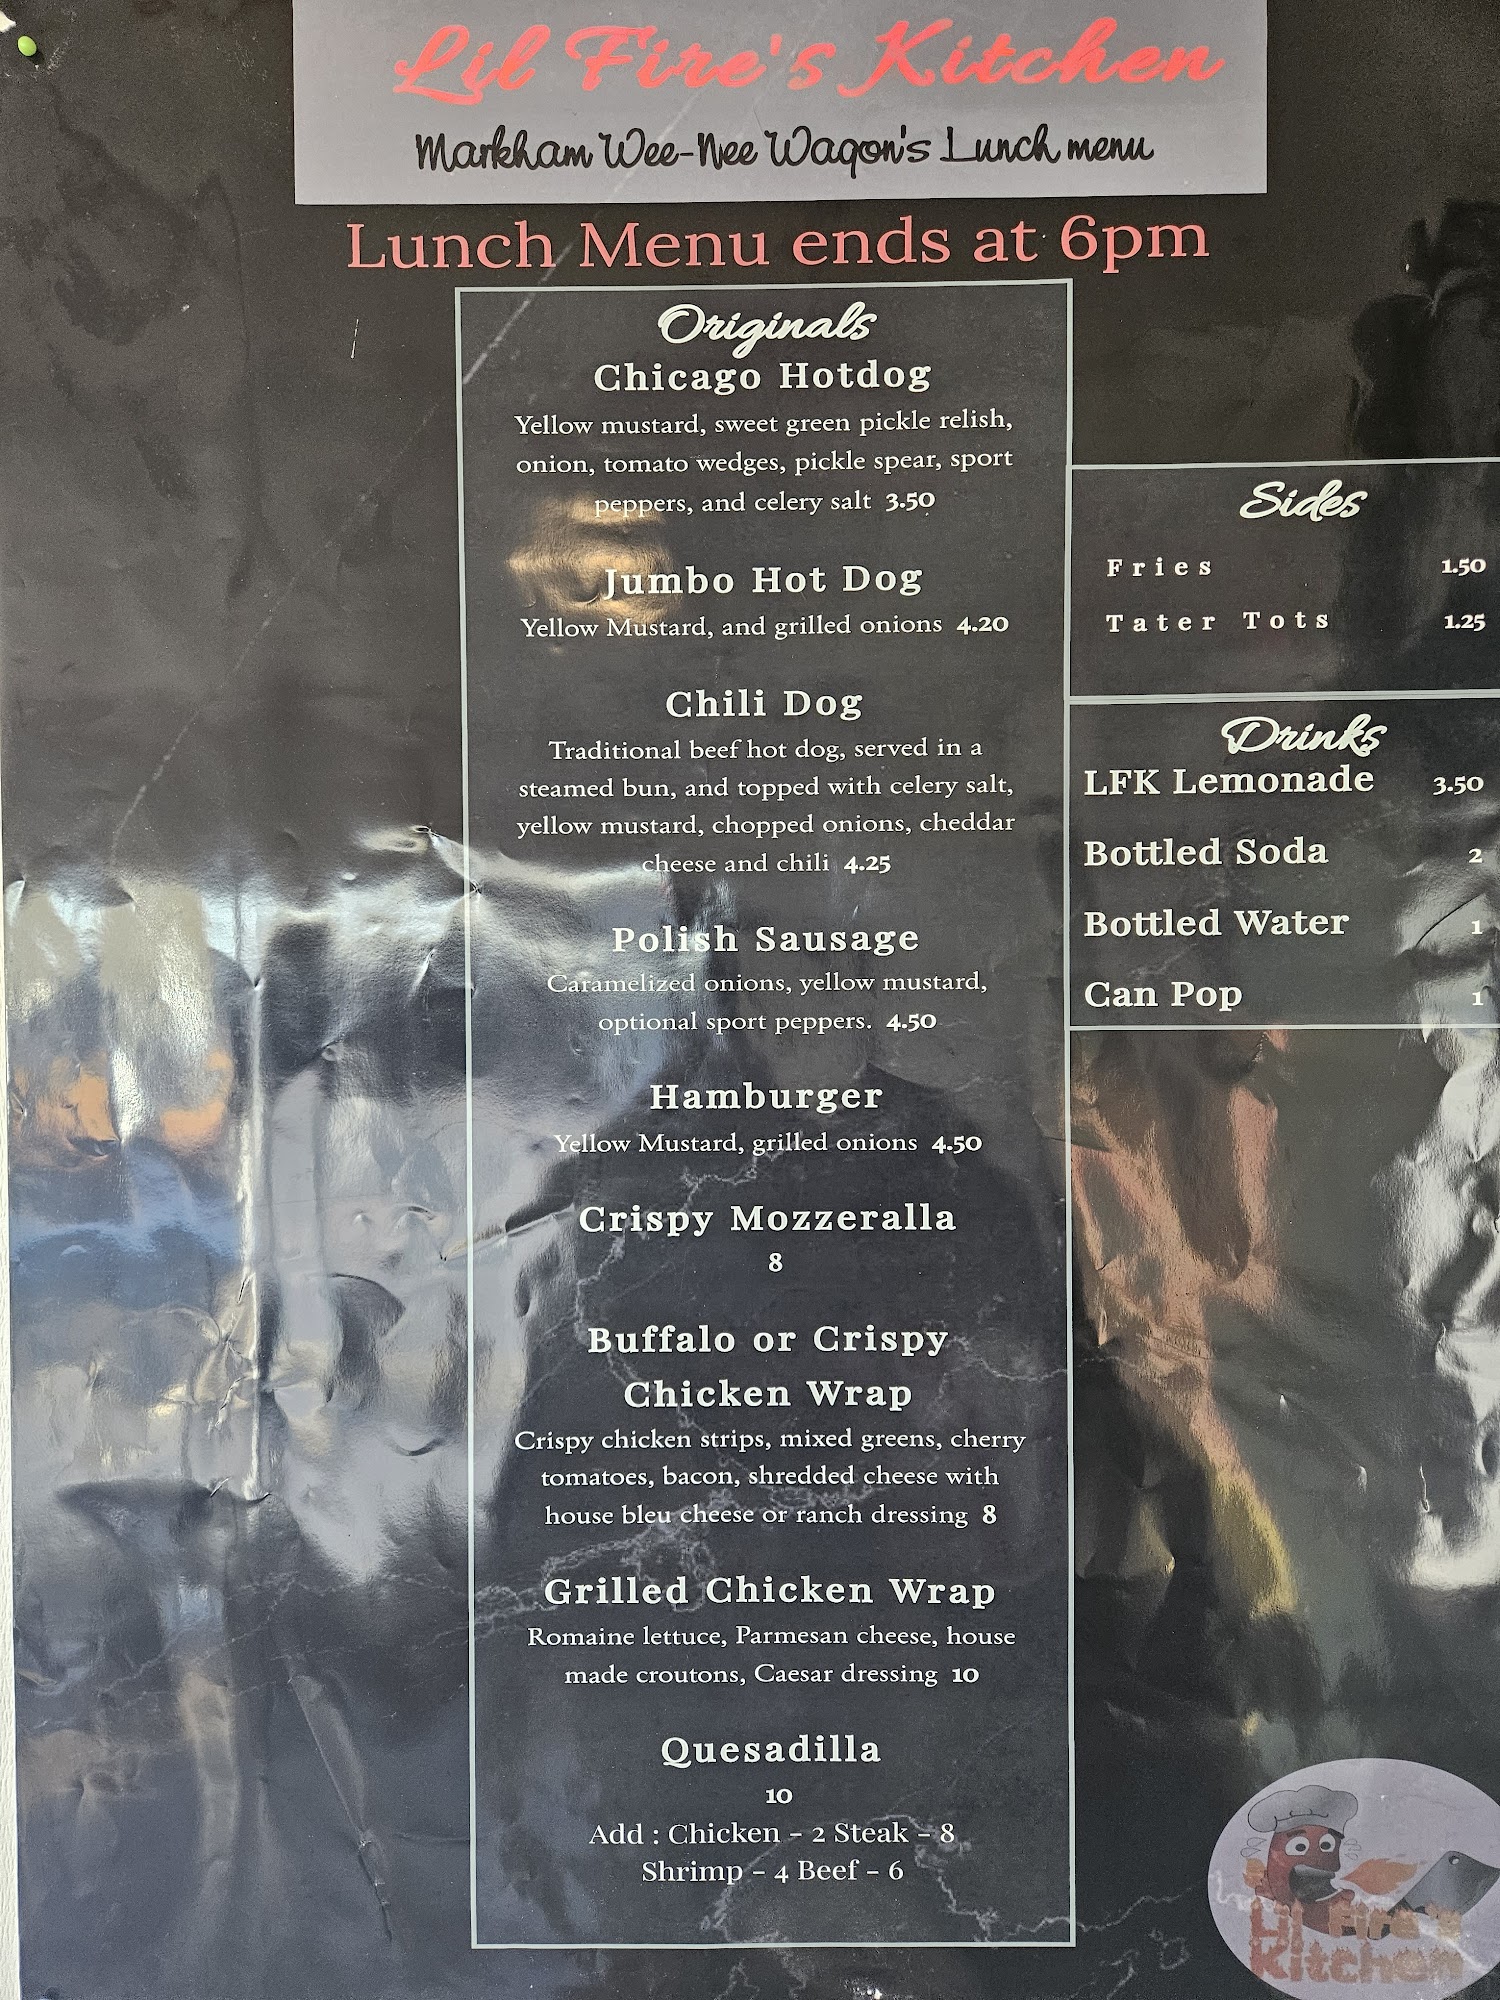 Lil Fire's Kitchen
Markham Wee-Nee Wagon's Lunch menu
Lunch Menu ends at 6pm
Originals
Chicago Hotdog
Yellow mustard, sweet green pickle relish,
onion, tomato wedges, pickle spear, sport
peppers, and celery salt 3.50
Jumbo Hot Dog
Yellow Mustard, and grilled onions 4.20
Chili Dog
Traditional beef hot dog, served in a
steamed bun, and topped with celery salt,
yellow mustard, chopped onions, cheddar
cheese and chili 4.25
Polish Sausage
Caramelized onions, yellow mustard,
optional sport peppers. 4.50
Hamburger
Yellow Mustard, grilled onions 4.50
Crispy Mozzeralla
8
Buffalo or Crispy
Chicken Wrap
Crispy chicken strips, mixed greens, cherry
tomatoes, bacon, shredded cheese with
house bleu cheese or ranch dressing 8
Grilled Chicken Wrap
Romaine lettuce, Parmesan cheese, house
made croutons, Caesar dressing 10
Quesadilla
10
Add : Chicken - 2 Steak - 8
Shrimp - 4 Beef - 6
Sides
Fries 1.50
Tater Tots 1.25
Drinks
LFK Lemonade 3.50
Bottled Soda 2
Bottled Water 1
Can Pop 1
Lil Fire's
Kitchen